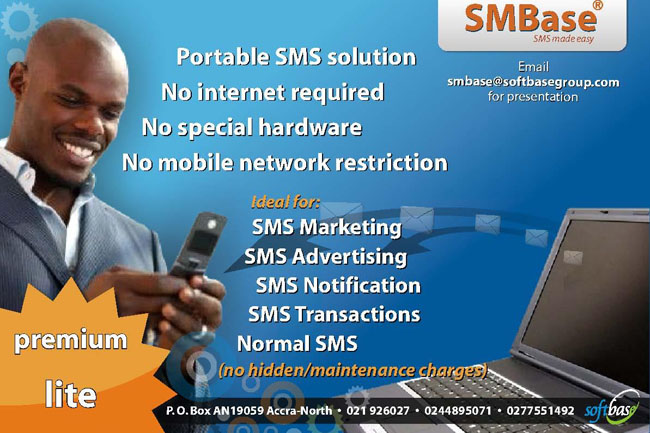 SMBase®
SMS made easy
Email
smbase@softbasegroup.com
for presentation
Portable SMS solution
No internet required
No special hardware
No mobile network restriction
Ideal for:
SMS Marketing
SMS Advertising
SMS Notification
SMS Transactions
Normal SMS
(no hidden/maintenance charges)
premium
lite
P.O. Box AN19059 Accra-North • 021 926027 • 0244895071 • 0277551492
softbase